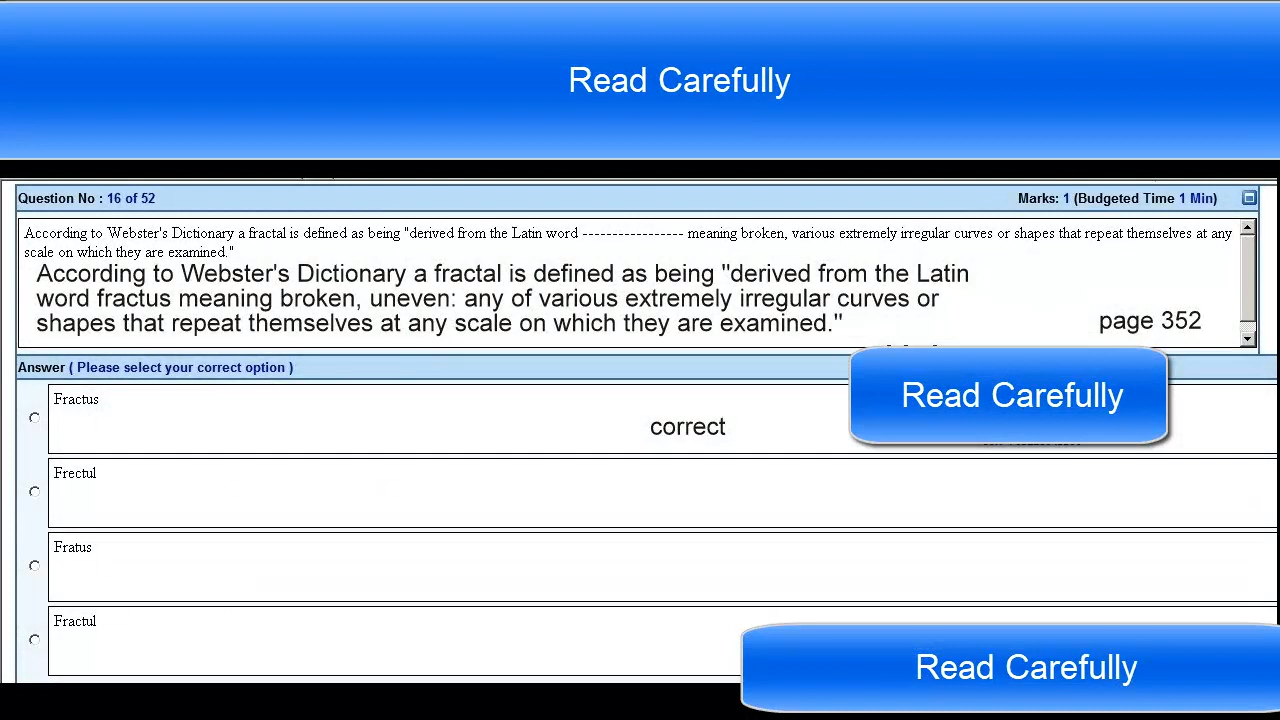 Read Carefully
Question No : 16 of 52
Marks: 1 (Budgeted Time 1 Min)
According to Webster's Dictionary a fractal is defined as being "derived from the Latin word ------------------ meaning broken, various extremely irregular curves or shapes that repeat themselves at any
scale on which they are examined."
According to Webster's Dictionary a fractal is defined as being "derived from the Latin
word fractus meaning broken, uneven: any of various extremely irregular curves or
shapes that repeat themselves at any scale on which they are examined."
page 352
Answer ( Please select your correct option )
Read Carefully
Fractus
correct
Frectul
Fratus
Fractul
Read Carefully